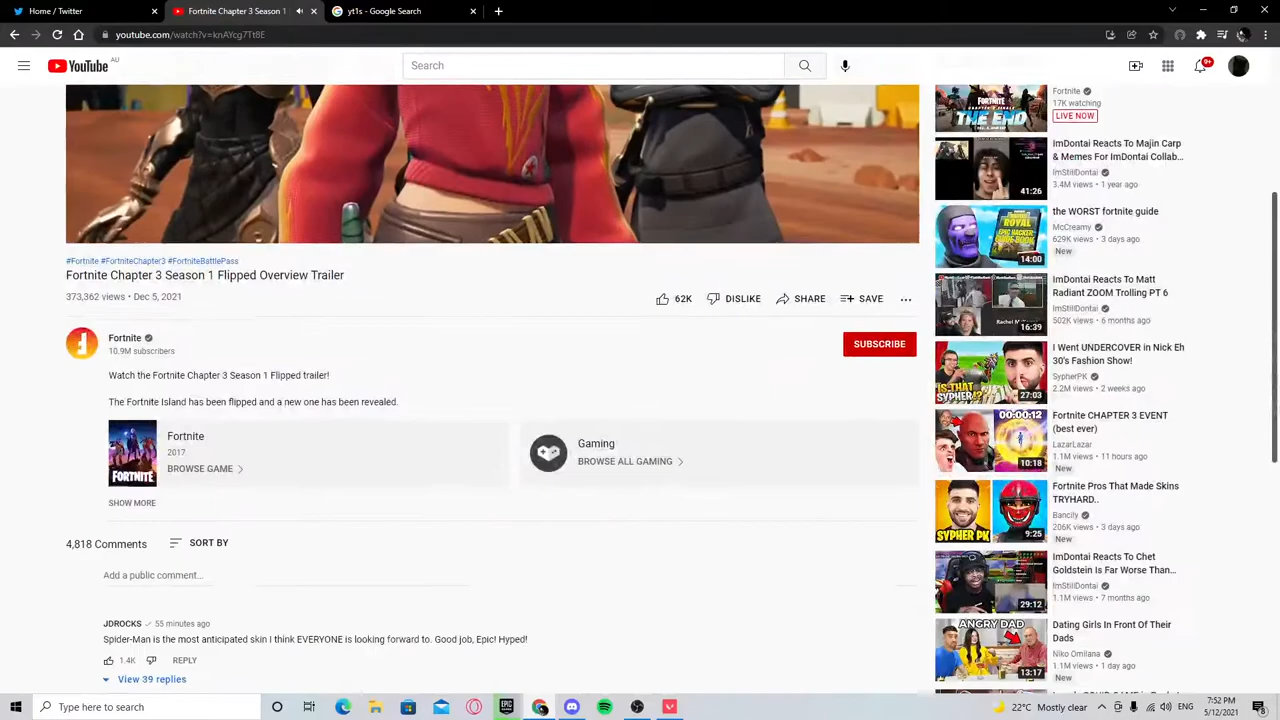 Home / Twitter
Fortnite Chapter 3 Season 1
yt1s - Google Search
youtube.com/watch?v=knAYcg7Tt8E
YouTube AU
Search
9+
373,362 views • Dec 5, 2021
#Fortnite #FortniteChapter3 #FortniteBattlePass
Fortnite Chapter 3 Season 1 Flipped Overview Trailer
62K
DISLIKE
SHARE
SAVE
Fortnite
10.9M subscribers
SUBSCRIBE
Watch the Fortnite Chapter 3 Season 1 Flipped
The Fortnite Island has been flipped and a new one has been revealed.
FORTNITE
Fortnite
2017
BROWSE GAME
Gaming
BROWSE ALL GAMING
SHOW MORE
4,818 Comments
SORT BY
Add a public comment...
JDROCKS 55 minutes ago
Spider-Man is the most anticipated skin I think EVERYONE is looking forward to. Good job, Epic! Hyped!
1.4K
REPLY
View 39 replies
FORTNITE
THE END
Fortnite
17K watching
LIVE NOW
41:26
ImDontai Reacts To Majin Carp
& Memes For ImDontai Collab...
ImStillDontai
3.4M views • 1 year ago
14:00
the WORST fortnite guide
McCreamy
629K views • 3 days ago
New
16:39
ImDontai Reacts To Matt
Radiant ZOOM Trolling PT 6
ImStillDontai
502K views • 6 months ago
IS THAT
SYPHER!?
27:03
I Went UNDERCOVER in Nick Eh
30's Fashion Show!
SypherPK
2.2M views • 2 weeks ago
00:00:12
10:18
Fortnite CHAPTER 3 EVENT
(best ever)
LazarLazar
1.1M views • 11 hours ago
New
SYPHER PK
9:25
Fortnite Pros That Made Skins
TRYHARD..
Bancily
206K views • 3 days ago
New
29:12
ImDontai Reacts To Chet
Goldstein Is Far Worse Than...
ImStillDontai
1.1M views • 7 months ago
ANGRY DAD
13:17
Dating Girls In Front Of Their
Dads
Niko Omilana
1.1M views • 1 day ago
New
Type here to search
EPIC
22°C Mostly clear
ENG
7:52 PM
5/12/2021